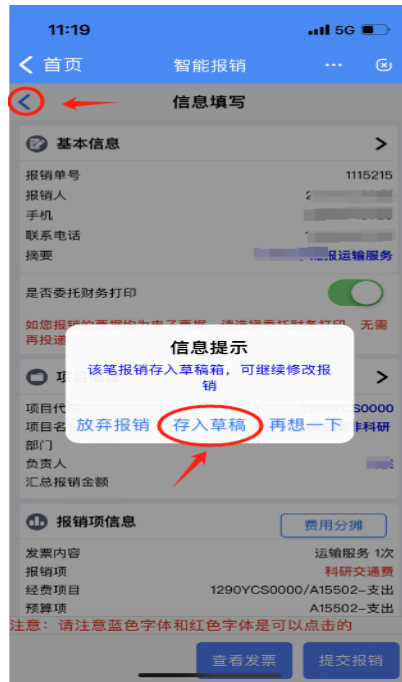 11:19
5G
首页
智能报销
信息填写
基本信息
报销单号 1115215
报销人
手机
联系电话
摘要 报运输服务
是否委托财务打印
如您报销的票据均为电子票据，请选择委托财务打印，无需
再投递
信息提示
该笔报销存入草稿箱，可继续修改报
销
放弃报销 存入草稿 再想一下
项目代 S0000
项目名 科研
部门
负责人
汇总报销金额
报销项信息
费用分摊
发票内容 运输服务 1次
报销项 科研交通费
经费项目 1290YCS0000/A15502-支出
预算项 A15502-支出
注意：请注意蓝色字体和红色字体是可以点击的
查看发票 提交报销